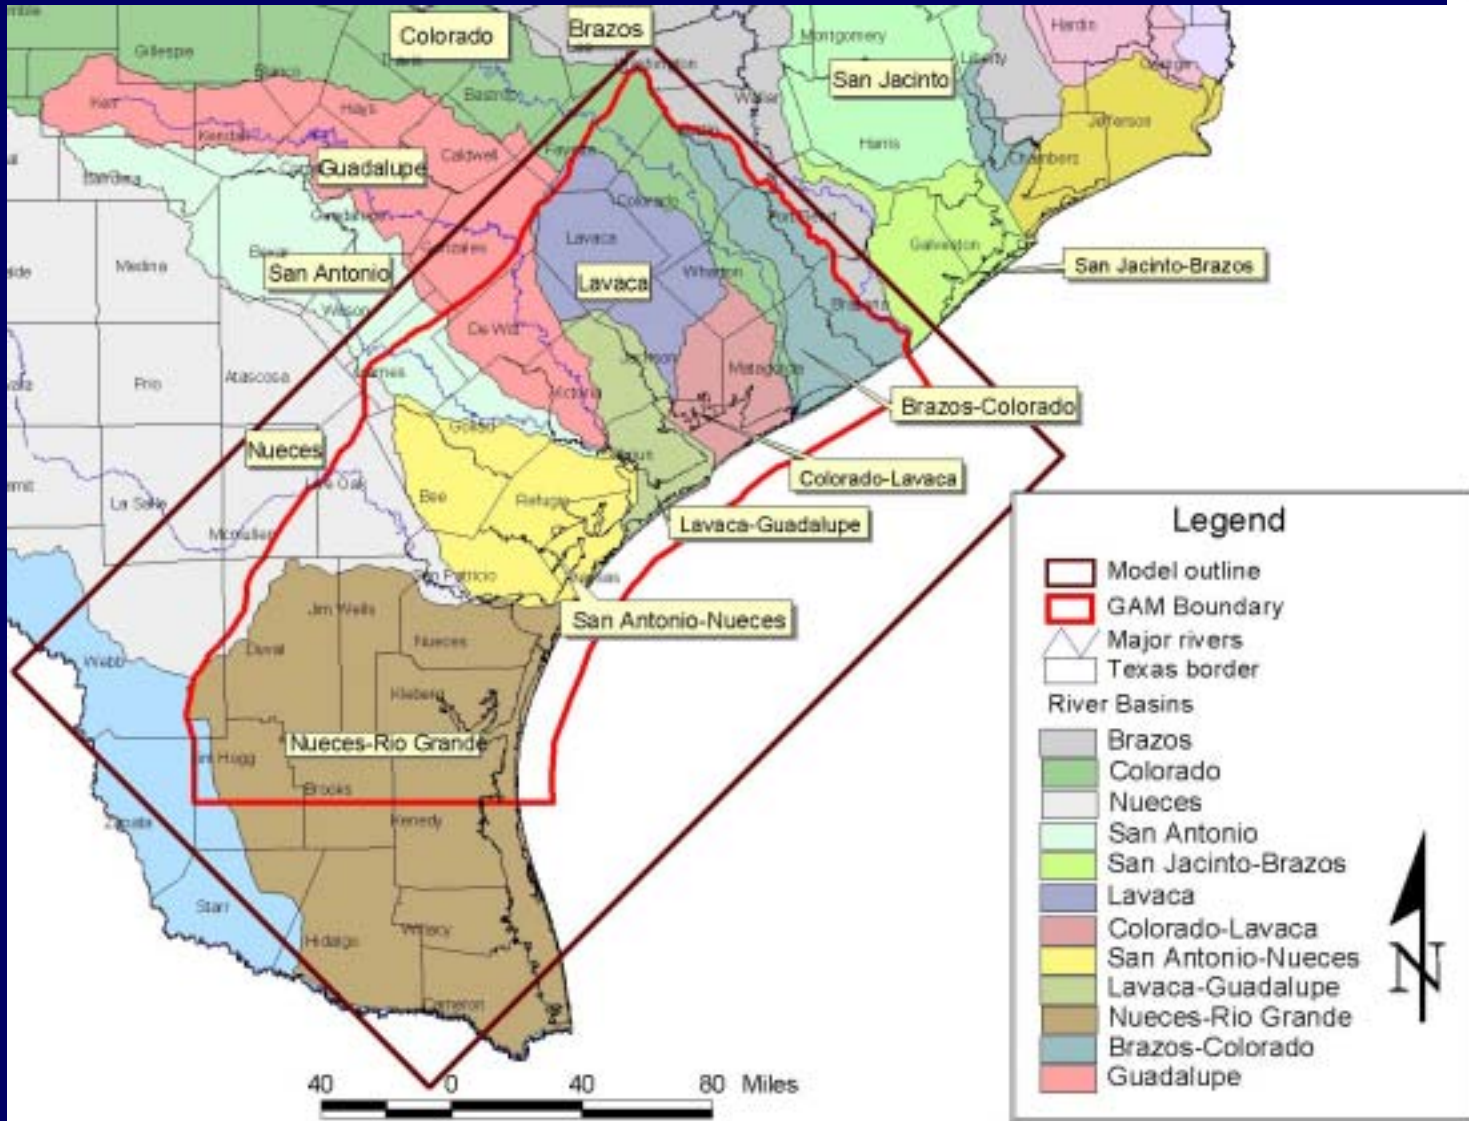 Colorado
Brazos
San Jacinto
Guadalupe
San Antonio
Lavaca
San Jacinto-Brazos
Nueces
Brazos-Colorado
Colorado-Lavaca
Lavaca-Guadalupe
San Antonio-Nueces
Nueces-Rio Grande
Gillespie
Blanco
Bastrop
Montgomery
Liberty
Hardin
Jefferson
Chambers
Harris
Waller
Kerr
Kendall
Hays
Caldwell
Fayette
Colorado
Fort Bend
Galveston
Bandera
Guadalupe
Gonzales
Lavaca
Wharton
Brazoria
Medina
Bexar
Wilson
De Witt
Jackson
Matagorda
Frio
Atascosa
Karnes
Victoria
Goliad
La Salle
Live Oak
Bee
Refugio
Mcmullen
San Patricio
Aransas
Jim Wells
Webb
Duval
Nueces
Kleberg
Jim Hogg
Brooks
Kenedy
Zapata
Starr
Hidalgo
Willacy
Cameron
Legend
Model outline
GAM Boundary
Major rivers
Texas border
River Basins
Brazos
Colorado
Nueces
San Antonio
San Jacinto-Brazos
Lavaca
Colorado-Lavaca
San Antonio-Nueces
Lavaca-Guadalupe
Nueces-Rio Grande
Brazos-Colorado
Guadalupe
N
40 0 40 80 Miles